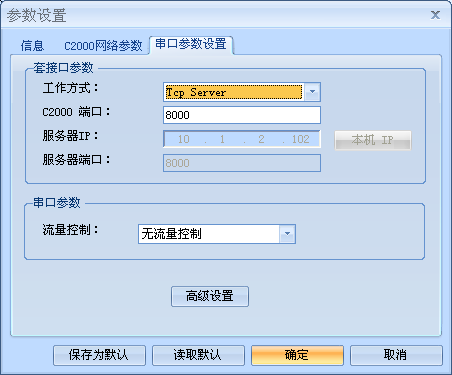 参数设置
信息 C2000网络参数 串口参数设置
套接口参数
工作方式： Tcp Server
C2000 端口： 8000
服务器IP： 10 . 1 . 2 . 102 本机 IP
服务器端口： 8000
串口参数
流量控制： 无流量控制
高级设置
保存为默认 读取默认 确定 取消